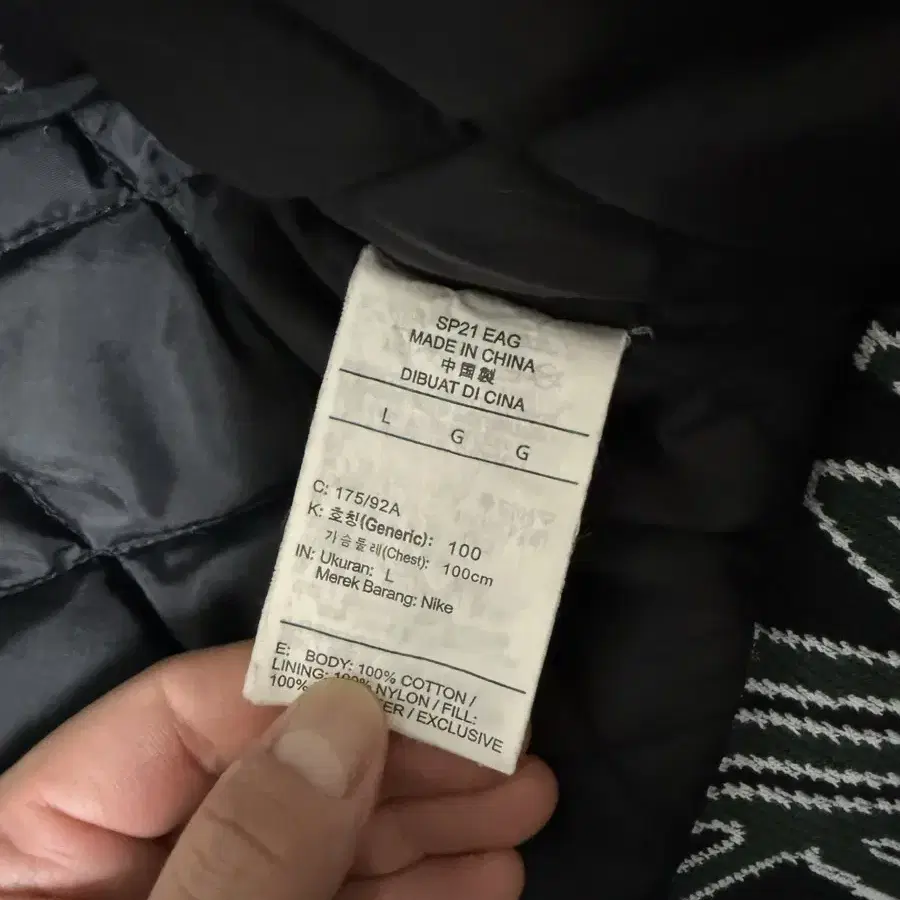 SP21 EAG
MADE IN CHINA
中国製
DIBUAT DI CINA
L G G
C: 175/92A
K: 호칭(Generic): 100
가슴둘레(Chest): 100cm
IN: Ukuran: L
Merek Barang: Nike
E: BODY: 100% COTTON /
LINING: 100% NYLON / FILL:
100% / EXCLUSIVE